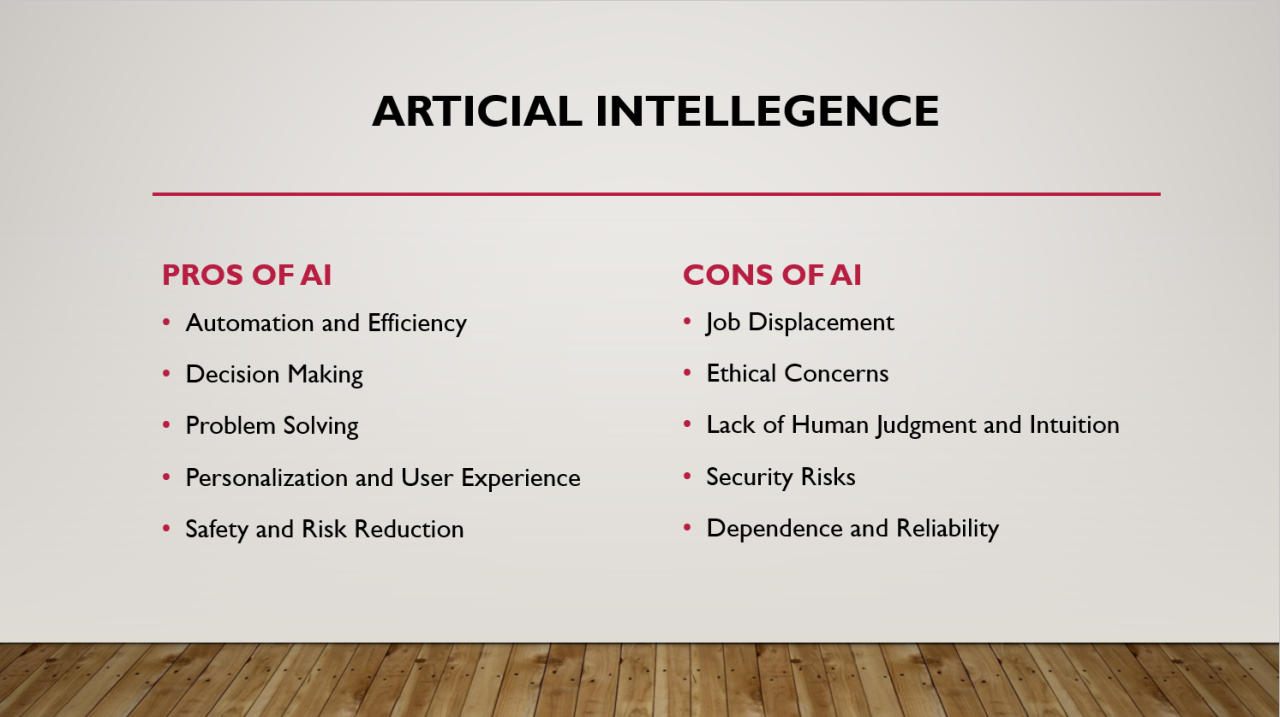 ARTICIAL INTELLEGENCE
PROS OF AI
• Automation and Efficiency
• Decision Making
• Problem Solving
• Personalization and User Experience
• Safety and Risk Reduction
CONS OF AI
• Job Displacement
• Ethical Concerns
• Lack of Human Judgment and Intuition
• Security Risks
• Dependence and Reliability